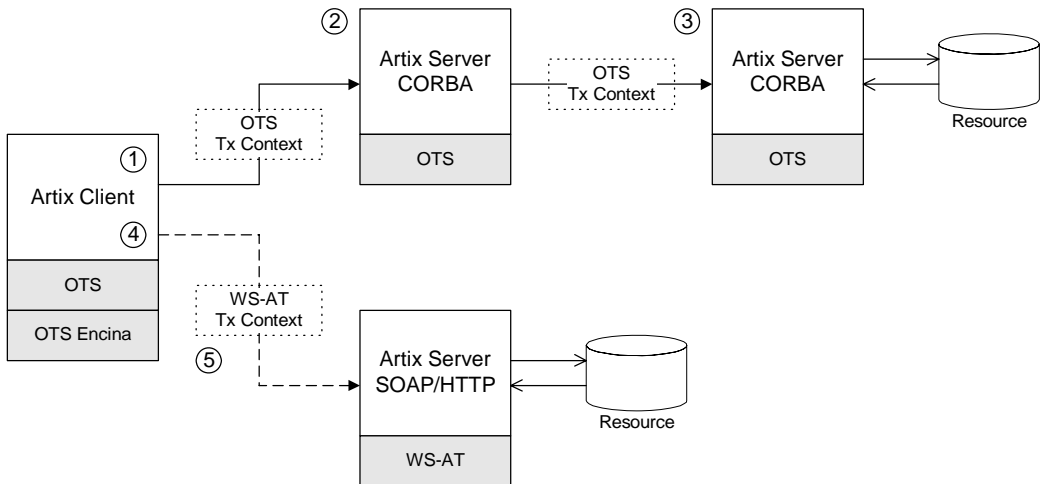 ②
Artix Server
CORBA
OTS
OTS
Tx Context
③
Artix Server
CORBA
OTS
Resource
OTS
Tx Context
①
Artix Client
④
OTS
OTS Encina
WS-AT
Tx Context
⑤
Artix Server
SOAP/HTTP
WS-AT
Resource